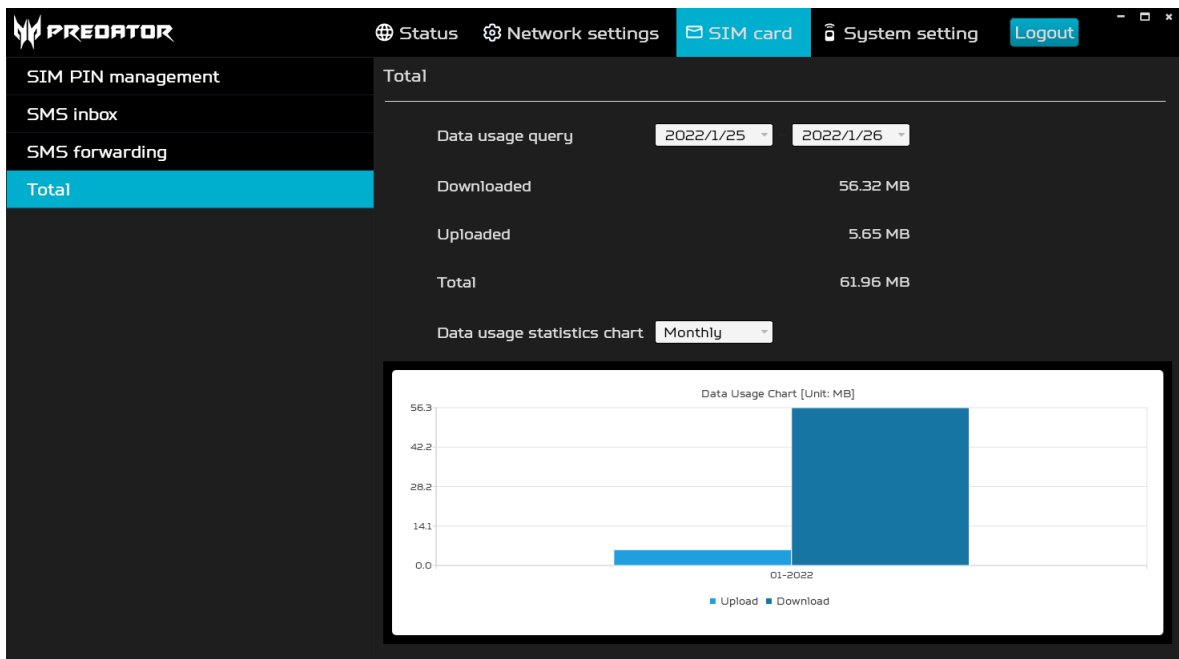 PREDATOR
Status Network settings SIM card System setting Logout
SIM PIN management
SMS inbox
SMS forwarding
Total
Total
Data usage query 2022/1/25 2022/1/26
Downloaded 56.32 MB
Uploaded 5.65 MB
Total 61.96 MB
Data usage statistics chart Monthly
Data Usage Chart [Unit: MB]
56.3
42.2
28.2
14.1
0.0
01-2022
Upload Download